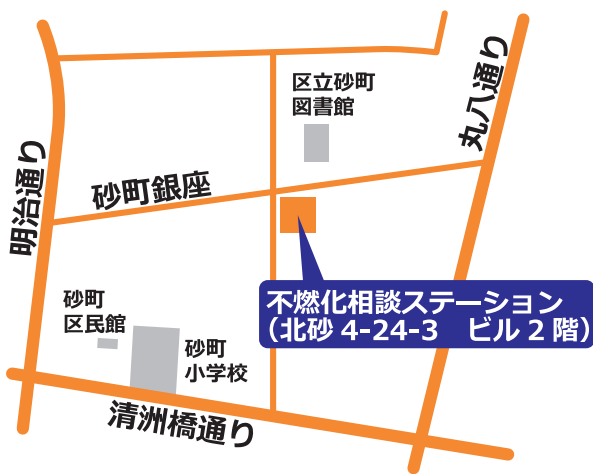 区立砂町
図書館
丸八通り
明治通り
砂町銀座
不燃化相談ステーション
（北砂 4-24-3　ビル 2 階）
砂町
区民館
砂町
小学校
清洲橋通り